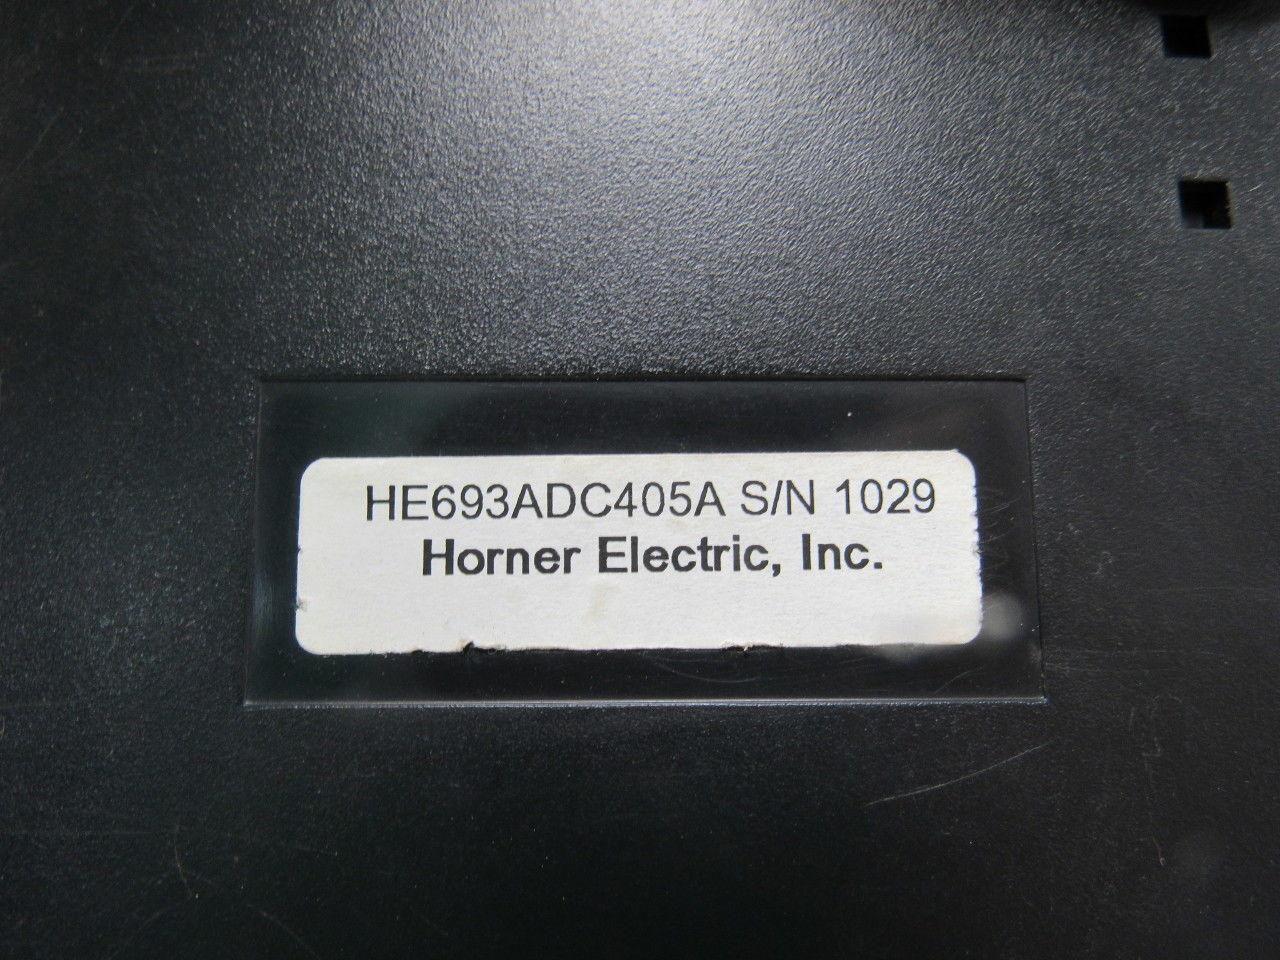 HE693ADC405A S/N 1029
Horner Electric, Inc.